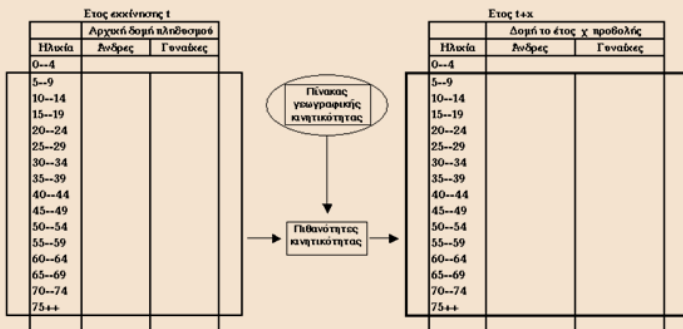 Ετος εκκίνησης t
Αρχική δομή πληθυσμού
Ηλικία Άνδρες Γυναίκες
0--4
5--9
10--14
15--19
20--24
25--29
30--34
35--39
40--44
45--49
50--54
55--59
60--64
65--69
70--74
75++
Πίνακας
γεωγραφικής
κινητικότητας
Πιθανότητες
κινητικότητας
Ετος t+x
Δομή το έτος χ προβολής
Ηλικία Άνδρες Γυναίκες
0--4
5--9
10--14
15--19
20--24
25--29
30--34
35--39
40--44
45--49
50--54
55--59
60--64
65--69
70--74
75++